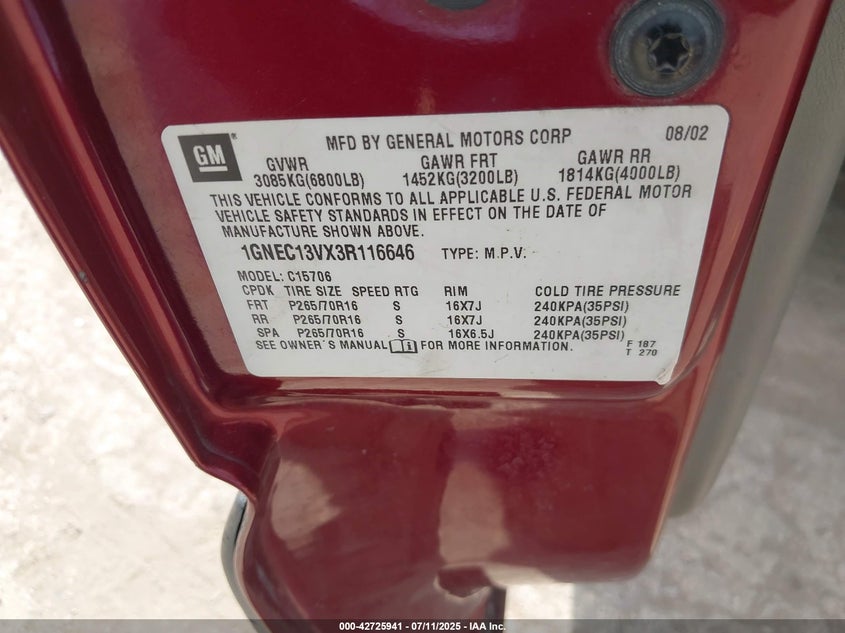 GM ® MFD BY GENERAL MOTORS CORP 08/02
GVWR GAWR FRT GAWR RR
3085KG(6800LB) 1452KG(3200LB) 1814KG(4000LB)
THIS VEHICLE CONFORMS TO ALL APPLICABLE U.S. FEDERAL MOTOR
VEHICLE SAFETY STANDARDS IN EFFECT ON THE DATE OF
MANUFACTURE SHOWN ABOVE.
1GNEC13VX3R116646 TYPE: M.P.V.
MODEL: C15706
CPDK TIRE SIZE SPEED RTG RIM COLD TIRE PRESSURE
FRT P265/70R16 S 16X7J 240KPA(35PSI)
RR P265/70R16 S 16X7J 240KPA(35PSI)
SPA P265/70R16 S 16X6.5J 240KPA(35PSI)
SEE OWNER'S MANUAL FOR MORE INFORMATION.
F 187
T 270
000-42725941 - 07/11/2025 - IAA Inc.